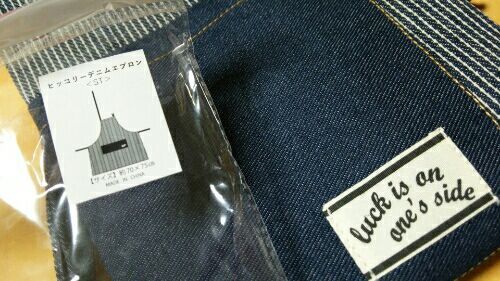 ヒッコリーデニムエプロン
<ST>
【サイズ】約70×75cm
MADE IN CHINA
luck is on
one's side